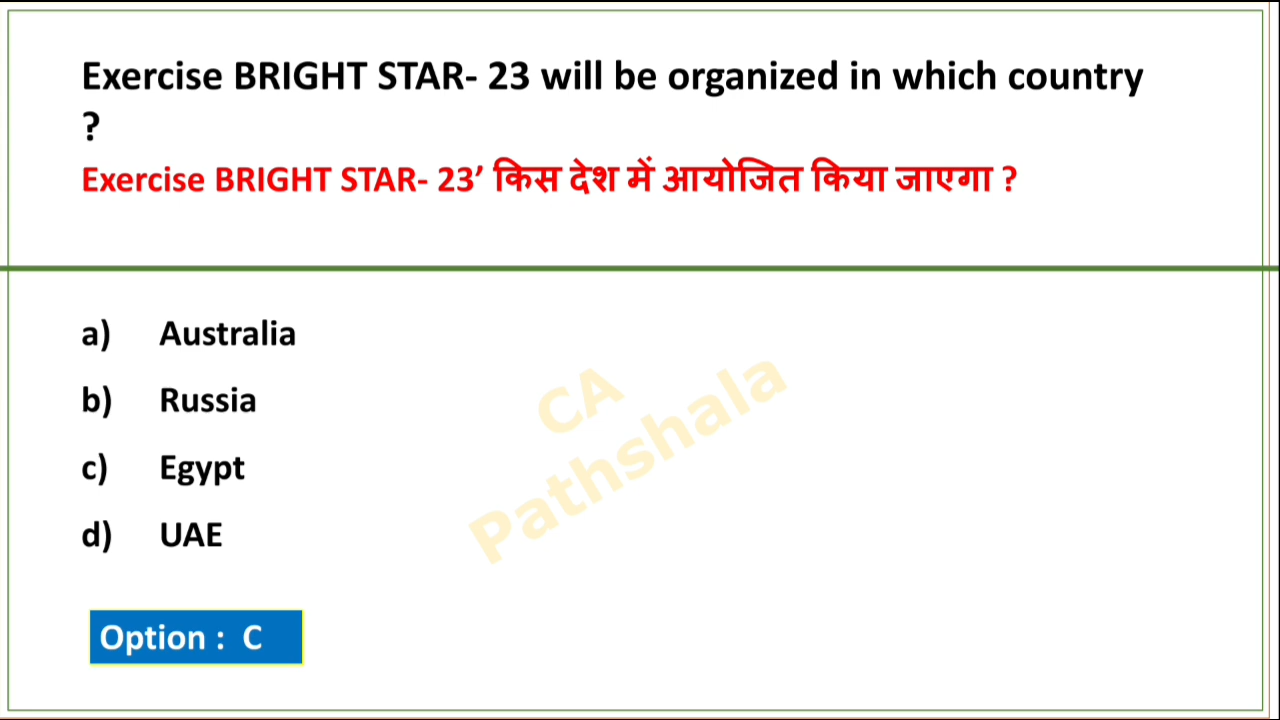 Exercise BRIGHT STAR- 23 will be organized in which country
?
Exercise BRIGHT STAR- 23’ किस देश में आयोजित किया जाएगा ?
a) Australia
b) Russia
c) Egypt
d) UAE
CA
Pathshala
Option : C